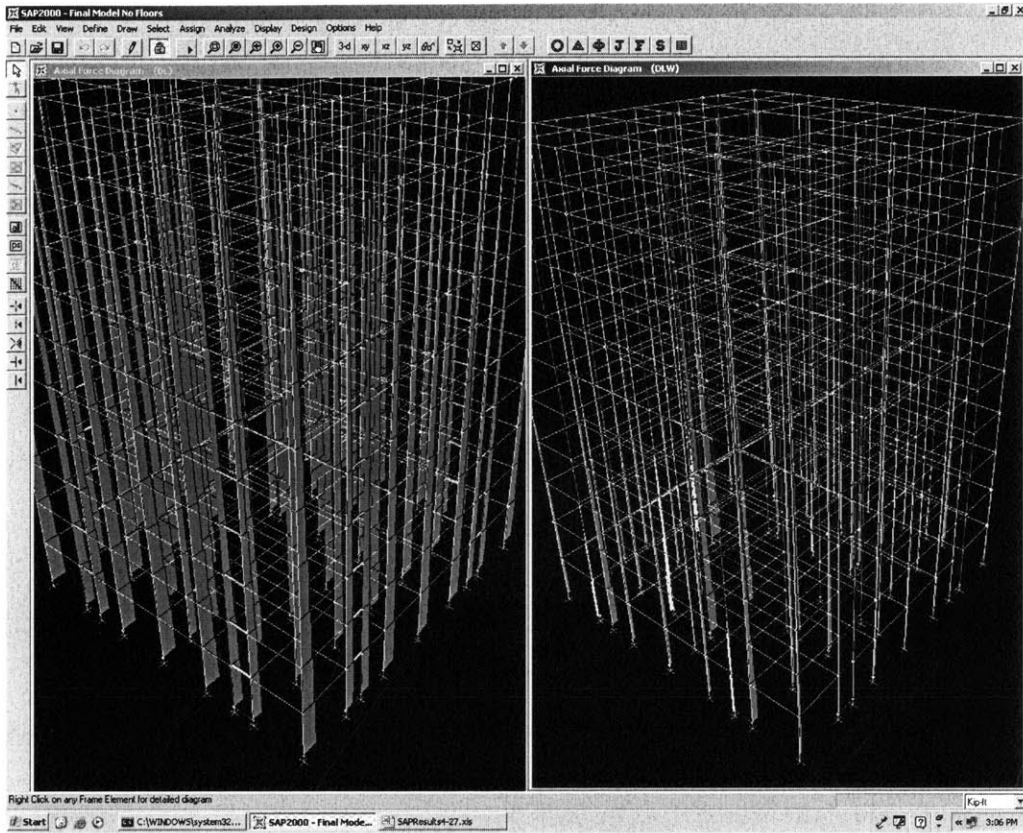 SAP2000 - Final Model No Floors
File Edit View Define Draw Select Assign Analyze Display Design Options Help
3-d xy xz yz
J F S
Axial Force Diagram (DL)
Axial Force Diagram (DLW)
Right Click on any Frame Element for detailed diagram
Kip-ft
Start C:\WINDOWS\system32... SAP2000 - Final Mode... SAPResults4-27.xls 3:06 PM